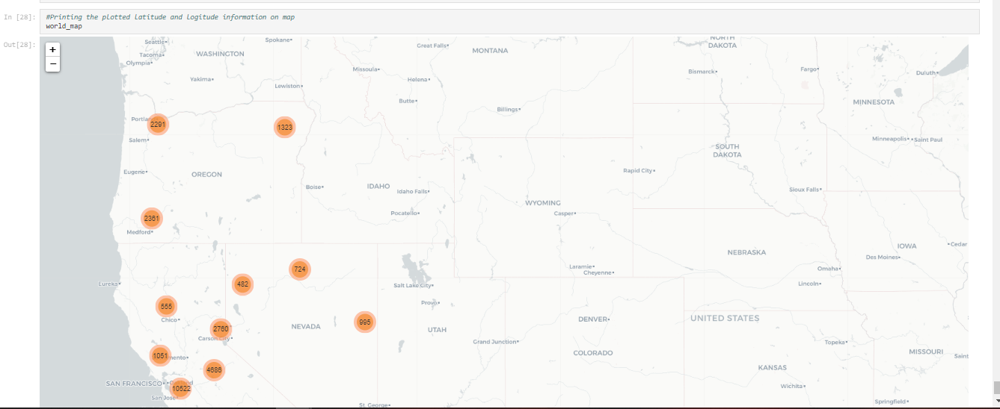 In [28]:
#Printing the plotted Latitude and Logitude information on map
world_map
Out[28]:
+
−
Seattle
Spokane
Great Falls
MONTANA
NORTH
DAKOTA
Tacoma
WASHINGTON
Olympia
Missoula
Bismarck
Fargo
Duluth
Yakima
Lewiston
Helena
Butte
MINNESOTA
Billings
2291
1323
Salem
Minneapolis
Saint Paul
SOUTH
DAKOTA
Eugene
OREGON
Rapid City
Boise
IDAHO
Idaho Falls
Sioux Falls
WYOMING
Pocatello
Casper
2361
Medford
IOWA
Cedar
NEBRASKA
Des Moines
724
Laramie
Cheyenne
Omaha
Eureka
482
Salt Lake City
Lincoln
Provo
555
Chico
995
DENVER
UNITED STATES
2760
NEVADA
UTAH
Carson City
Grand Junction
Topeka
1051
mento
COLORADO
MISSOURI
Saint
4686
KANSAS
SAN FRANCISCO
10522
Wichita
San Jose
St. George
Springfield